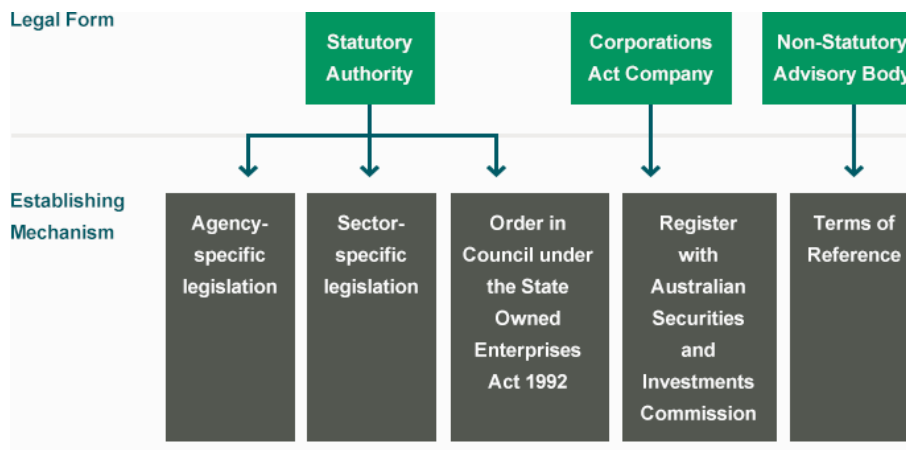 Legal Form
Statutory
Authority
Corporations
Act Company
Non-Statutory
Advisory Body
Establishing
Mechanism
Agency-
specific
legislation
Sector-
specific
legislation
Order in
Council under
the State
Owned
Enterprises
Act 1992
Register
with
Australian
Securities
and
Investments
Commission
Terms of
Reference